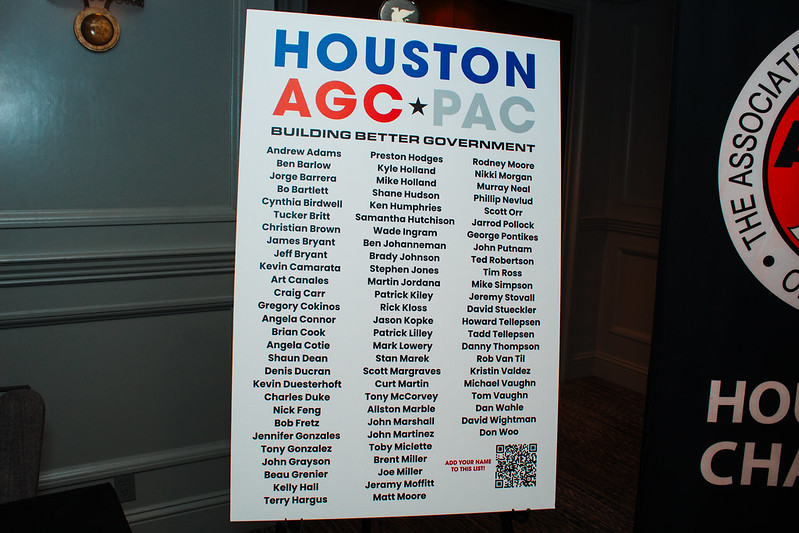 HOUSTON
AGC★PAC
BUILDING BETTER GOVERNMENT
Andrew Adams
Ben Barlow
Jorge Barrera
Bo Bartlett
Cynthia Birdwell
Tucker Britt
Christian Brown
James Bryant
Jeff Bryant
Kevin Camarata
Art Canales
Craig Carr
Gregory Cokinos
Angela Connor
Brian Cook
Angela Cotie
Shaun Dean
Denis Ducran
Kevin Duesterhoft
Charles Duke
Nick Feng
Bob Fretz
Jennifer Gonzales
Tony Gonzalez
John Grayson
Beau Grenier
Kelly Hall
Terry Hargus
Preston Hodges
Kyle Holland
Mike Holland
Shane Hudson
Ken Humphries
Samantha Hutchison
Wade Ingram
Ben Johanneman
Brady Johnson
Stephen Jones
Martin Jordana
Patrick Kiley
Rick Kloss
Jason Kopke
Patrick Lilley
Mark Lowery
Stan Marek
Scott Margraves
Curt Martin
Tony McCorvey
Allston Marble
John Marshall
John Martinez
Toby Miclette
Brent Miller
Joe Miller
Jeramy Moffitt
Matt Moore
Rodney Moore
Nikki Morgan
Murray Neal
Phillip Nevlud
Scott Orr
Jarrod Pollock
George Pontikes
John Putnam
Ted Robertson
Tim Ross
Mike Simpson
Jeremy Stovall
David Stueckler
Howard Tellepsen
Tadd Tellepsen
Danny Thompson
Rob Van Til
Kristin Valdez
Michael Vaughn
Tom Vaughn
Dan Wahle
David Wightman
Don Woo
ADD YOUR NAME
TO THIS LIST!
THE ASSOCIATE
HOU
CHA